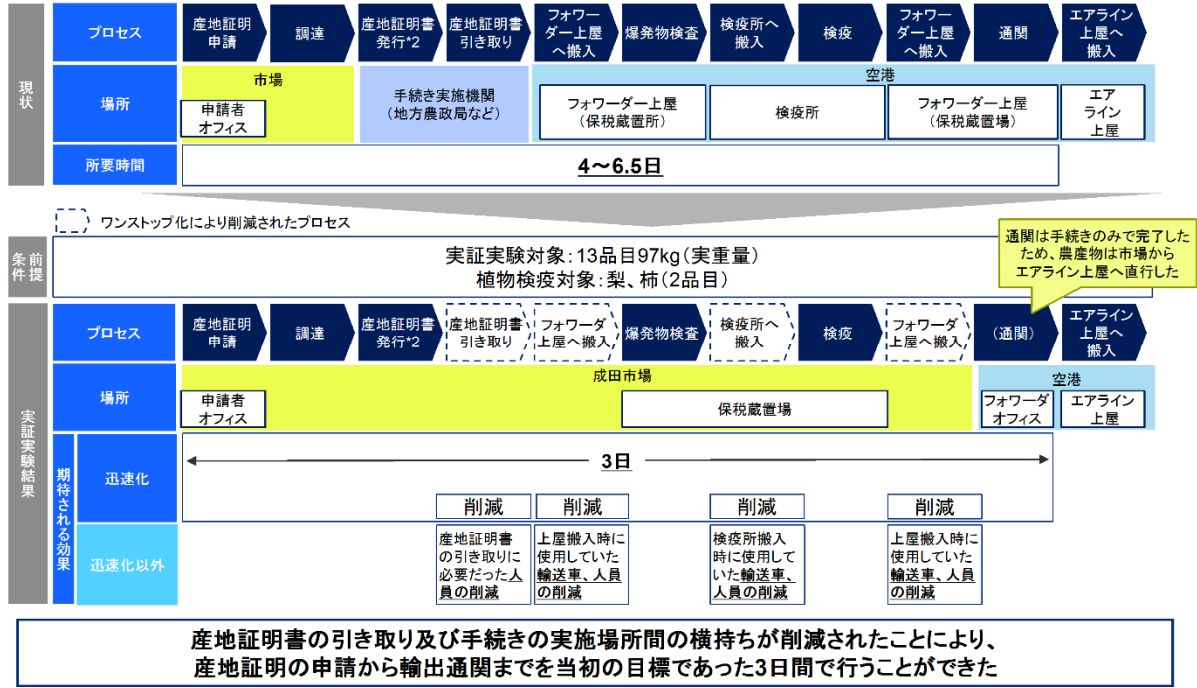 現状
プロセス
産地証明
申請
調達
産地証明書
発行*2
産地証明書
引き取り
フォワー
ダー上屋
へ搬入
爆発物検査
検疫所へ
搬入
検疫
フォワー
ダー上屋
へ搬入
通関
エアライン
上屋へ
搬入
場所
市場
申請者
オフィス
手続き実施機関
(地方農政局など)
空港
フォワーダー上屋
(保税蔵置所)
検疫所
フォワーダー上屋
(保税蔵置場)
エア
ライン
上屋
所要時間
4~6.5日
ワンストップ化により削減されたプロセス
前提
条件
実証実験対象:13品目97kg(実重量)
植物検疫対象:梨、柿(2品目)
通関は手続きのみで完了した
ため、農産物は市場から
エアライン上屋へ直行した
実証実験結果
プロセス
産地証明
申請
調達
産地証明書
発行*2
産地証明書
引き取り
フォワーダ
上屋へ搬入
爆発物検査
検疫所へ
搬入
検疫
フォワーダ
上屋へ搬入
(通関)
エアライン
上屋へ
搬入
場所
成田市場
申請者
オフィス
保税蔵置場
空港
フォワーダ
オフィス
エアライン
上屋
期待される効果
迅速化
3日
削減
削減
削減
削減
迅速化以外
産地証明書
の引き取りに
必要だった人
員の削減
上屋搬入時に
使用していた
輸送車、人員
の削減
検疫所搬入
時に使用して
いた輸送車、
人員の削減
上屋搬入時に
使用していた
輸送車、人員
の削減
産地証明書の引き取り及び手続きの実施場所間の横持ちが削減されたことにより、
産地証明の申請から輸出通関までを当初の目標であった3日間で行うことができた